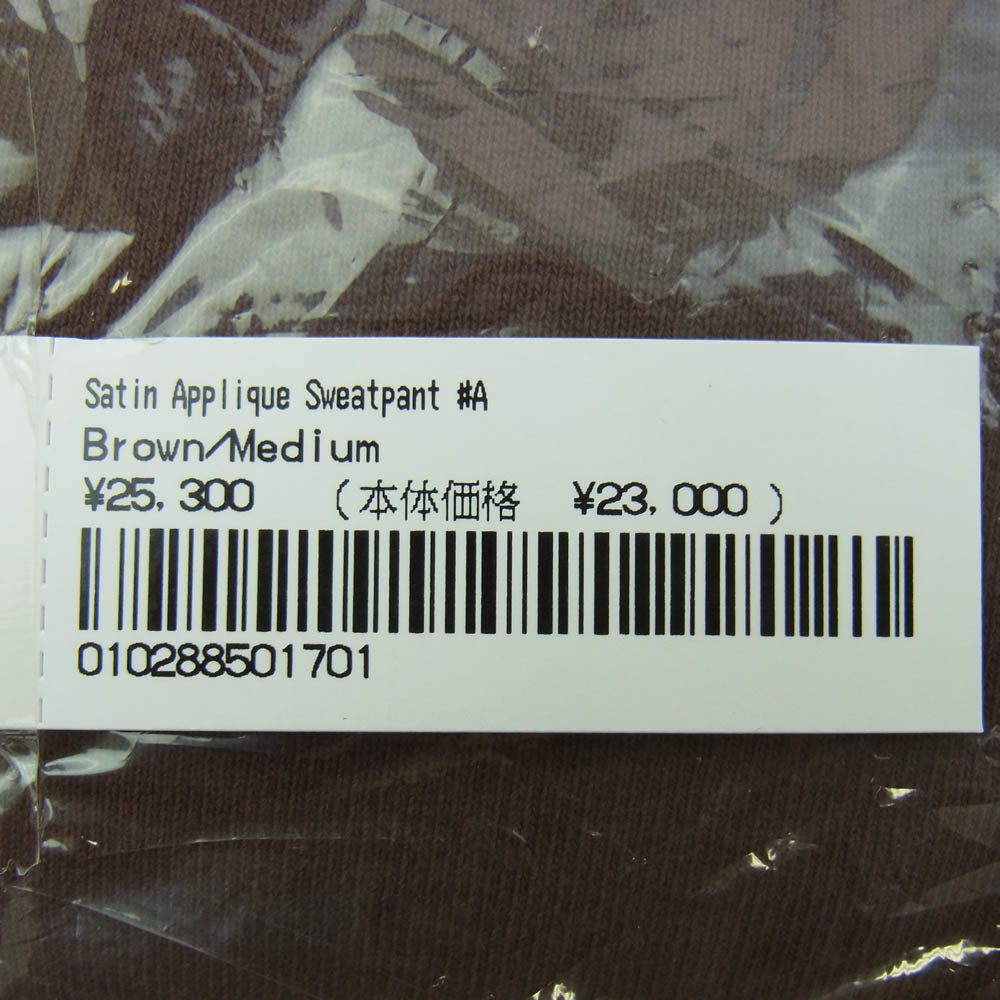 Satin Applique Sweatpant #A
Brown/Medium
¥25,300 (本体価格 ¥23,000)
010288501701